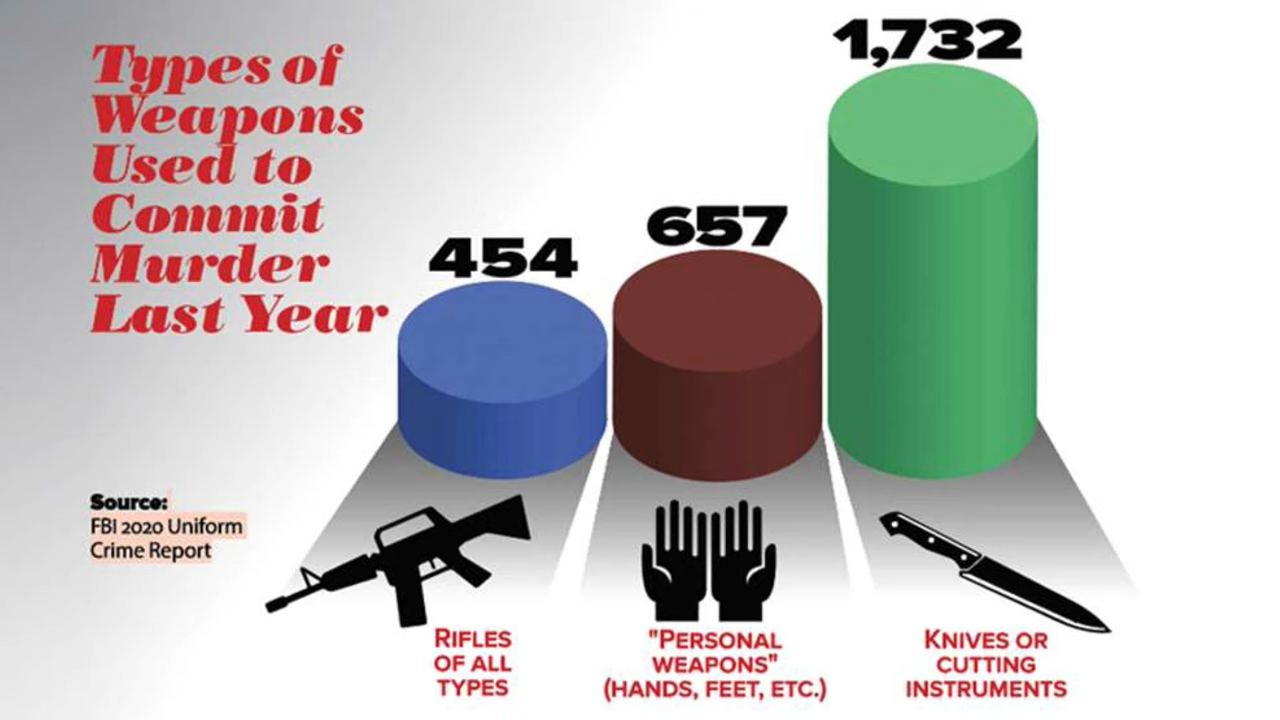 Types of
Weapons
Used to
Commit
Murder
Last Year
454
657
1,732
Source:
FBI 2020 Uniform
Crime Report
RIFLES
OF ALL
TYPES
"PERSONAL
WEAPONS"
(HANDS, FEET, ETC.)
KNIVES OR
CUTTING
INSTRUMENTS